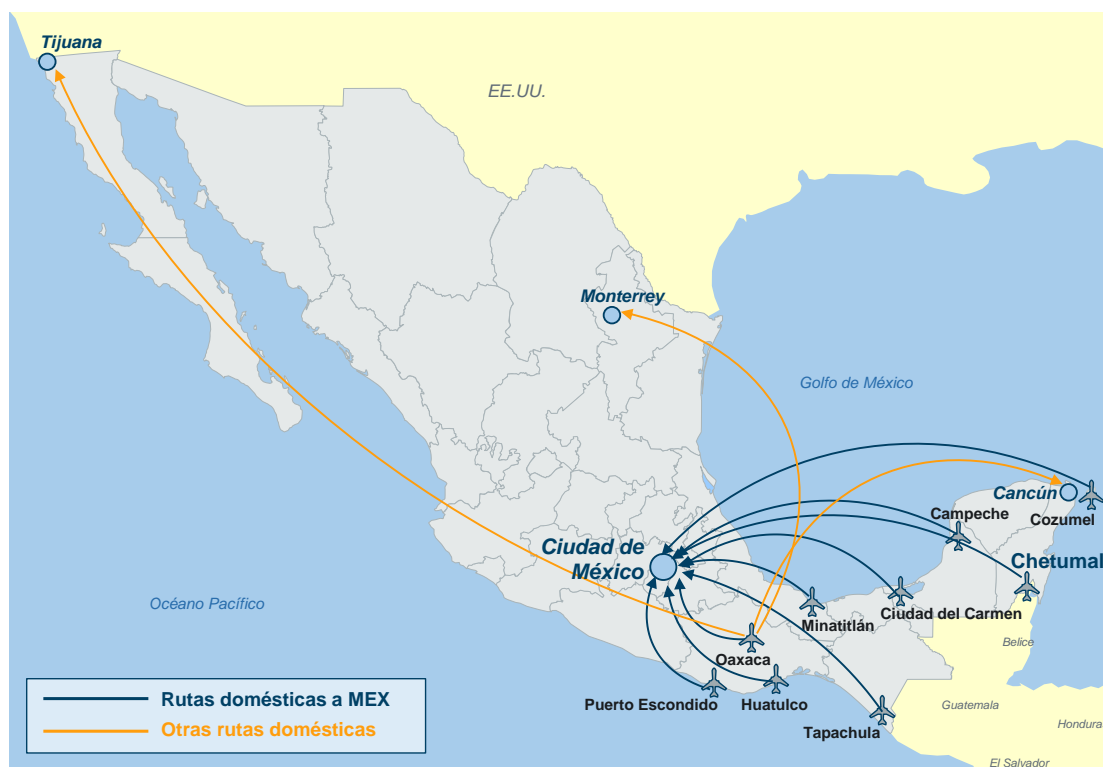 Tijuana
EE.UU.
Monterrey
Golfo de México
Cancún
Cozumel
Campeche
Ciudad de
México
Chetumal
Océano Pacífico
Ciudad del Carmen
Minatitlán
Belice
Oaxaca
Puerto Escondido
Huatulco
Tapachula
Guatemala
Hondura
El Salvador
Rutas domésticas a MEX
Otras rutas domésticas